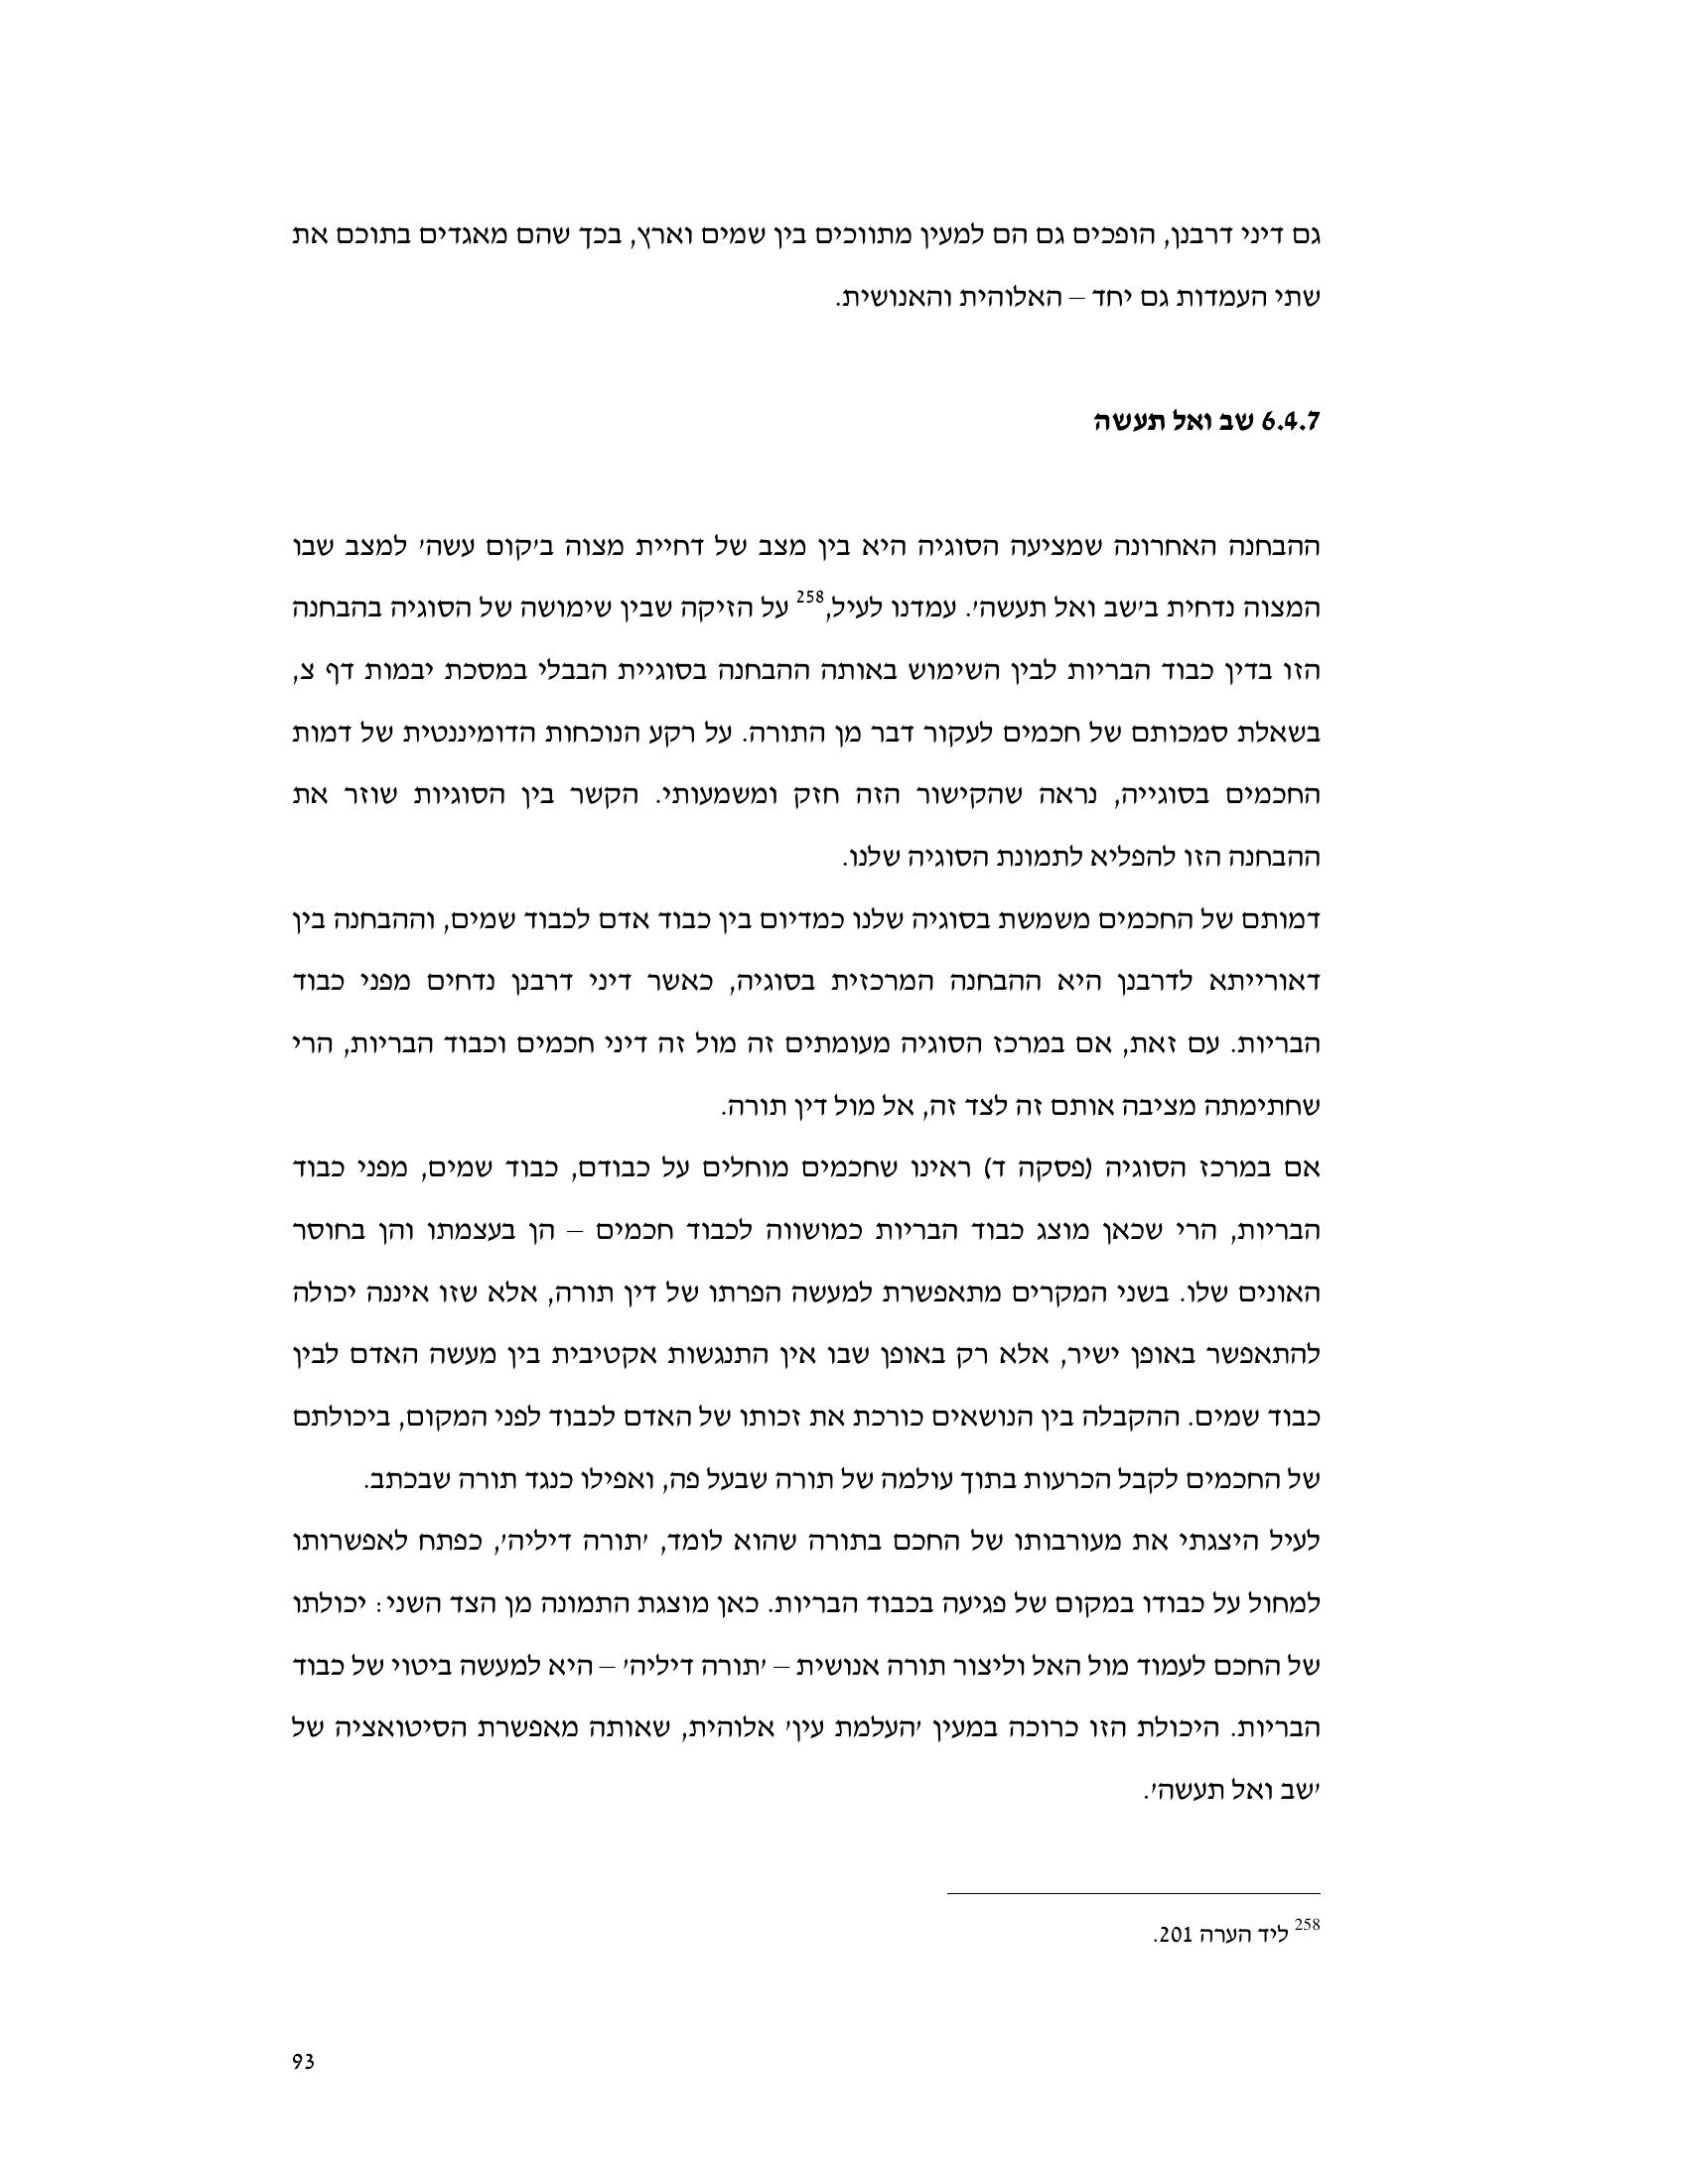 גם דיני דרבנן, הופכים גם הם למעין מתווכים בין שמים וארץ, בכך שהם מאגדים בתוכם את
שתי העמדות גם יחד – האלוהית והאנושית.
6.4.7 שב ואל תעשה
ההבחנה האחרונה שמציעה הסוגיה היא בין מצב של דחיית מצוה ב'קום עשה' למצב שבו
המצוה נדחית ב'שב ואל תעשה'. עמדנו לעיל,258 על הזיקה שבין שימושה של הסוגיה בהבחנה
הזו בדין כבוד הבריות לבין השימוש באותה ההבחנה בסוגיית הבבלי במסכת יבמות דף צ,
בשאלת סמכותם של חכמים לעקור דבר מן התורה. על רקע הנוכחות הדומיננטית של דמות
החכמים בסוגייה, נראה שהקישור הזה חזק ומשמעותי. הקשר בין הסוגיות שוזר את
ההבחנה הזו להפליא לתמונת הסוגיה שלנו.
דמותם של החכמים משמשת בסוגיה שלנו כמדיום בין כבוד אדם לכבוד שמים, וההבחנה בין
דאורייתא לדרבנן היא ההבחנה המרכזית בסוגיה, כאשר דיני דרבנן נדחים מפני כבוד
הבריות. עם זאת, אם במרכז הסוגיה מעומתים זה מול זה דיני חכמים וכבוד הבריות, הרי
שחתימתה מציבה אותם זה לצד זה, אל מול דין תורה.
אם במרכז הסוגיה (פסקה ד) ראינו שחכמים מוחלים על כבודם, כבוד שמים, מפני כבוד
הבריות, הרי שכאן מוצג כבוד הבריות כמושווה לכבוד חכמים – הן בעצמתו והן בחוסר
האונים שלו. בשני המקרים מתאפשרת למעשה הפרתו של דין תורה, אלא שזו איננה יכולה
להתאפשר באופן ישיר, אלא רק באופן שבו אין התנגשות אקטיבית בין מעשה האדם לבין
כבוד שמים. ההקבלה בין הנושאים כורכת את זכותו של האדם לכבוד לפני המקום, ביכולתם
של החכמים לקבל הכרעות בתוך עולמה של תורה שבעל פה, ואפילו כנגד תורה שבכתב.
לעיל היצגתי את מעורבותו של החכם בתורה שהוא לומד, 'תורה דיליה', כפתח לאפשרותו
למחול על כבודו במקום של פגיעה בכבוד הבריות. כאן מוצגת התמונה מן הצד השני: יכולתו
של החכם לעמוד מול האל וליצור תורה אנושית – 'תורה דיליה' – היא למעשה ביטוי של כבוד
הבריות. היכולת הזו כרוכה במעין 'העלמת עין' אלוהית, שאותה מאפשרת הסיטואציה של
'שב ואל תעשה'.
258 ליד הערה 201.
93